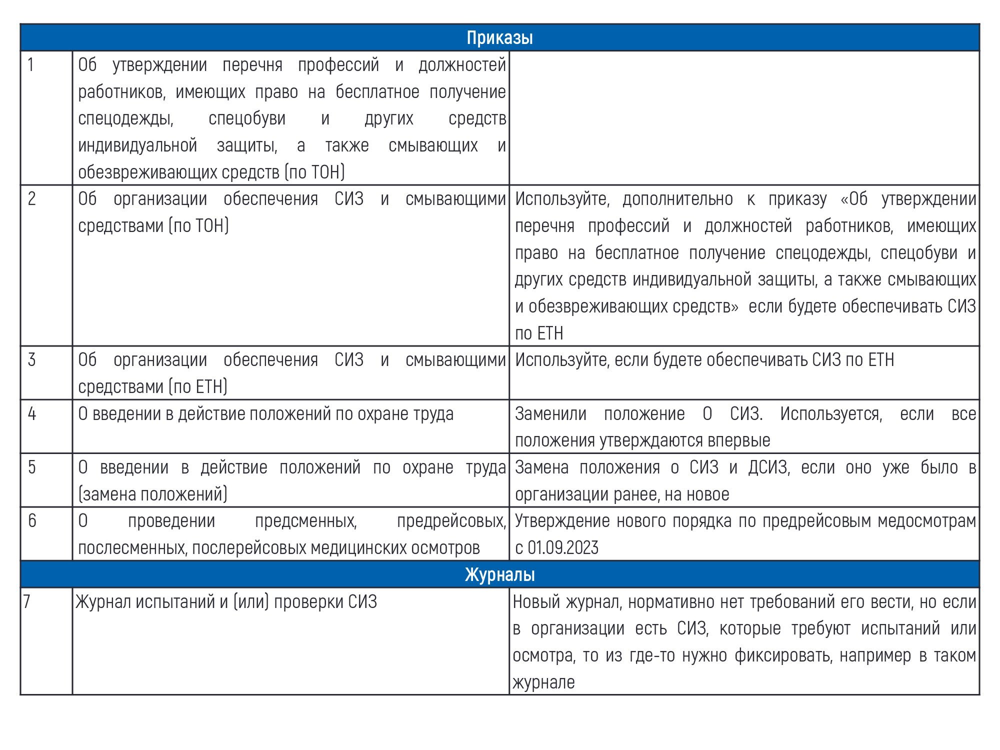 Приказы
1
Об утверждении перечня профессий и должностей
работников, имеющих право на бесплатное получение
спецодежды, спецобуви и других средств
индивидуальной защиты, а также смывающих и
обезвреживающих средств (по ТОН)
2
Об организации обеспечения СИЗ и смывающими
средствами (по ТОН)
Используйте, дополнительно к приказу «Об утверждении
перечня профессий и должностей работников, имеющих
право на бесплатное получение спецодежды, спецобуви и
других средств индивидуальной защиты, а также смывающих
и обезвреживающих средств» если будете обеспечивать СИЗ
по ЕТН
3
Об организации обеспечения СИЗ и смывающими
средствами (по ЕТН)
Используйте, если будете обеспечивать СИЗ по ЕТН
4
О введении в действие положений по охране труда
Заменили положение О СИЗ. Используется, если все
положения утверждаются впервые
5
О введении в действие положений по охране труда
(замена положений)
Замена положения о СИЗ и ДСИЗ, если оно уже было в
организации ранее, на новое
6
О проведении предсменных, предрейсовых,
послесменных, послерейсовых медицинских осмотров
Утверждение нового порядка по предрейсовым медосмотрам
с 01.09.2023
Журналы
7
Журнал испытаний и (или) проверки СИЗ
Новый журнал, нормативно нет требований его вести, но если
в организации есть СИЗ, которые требуют испытаний или
осмотра, то из где-то нужно фиксировать, например в таком
журнале